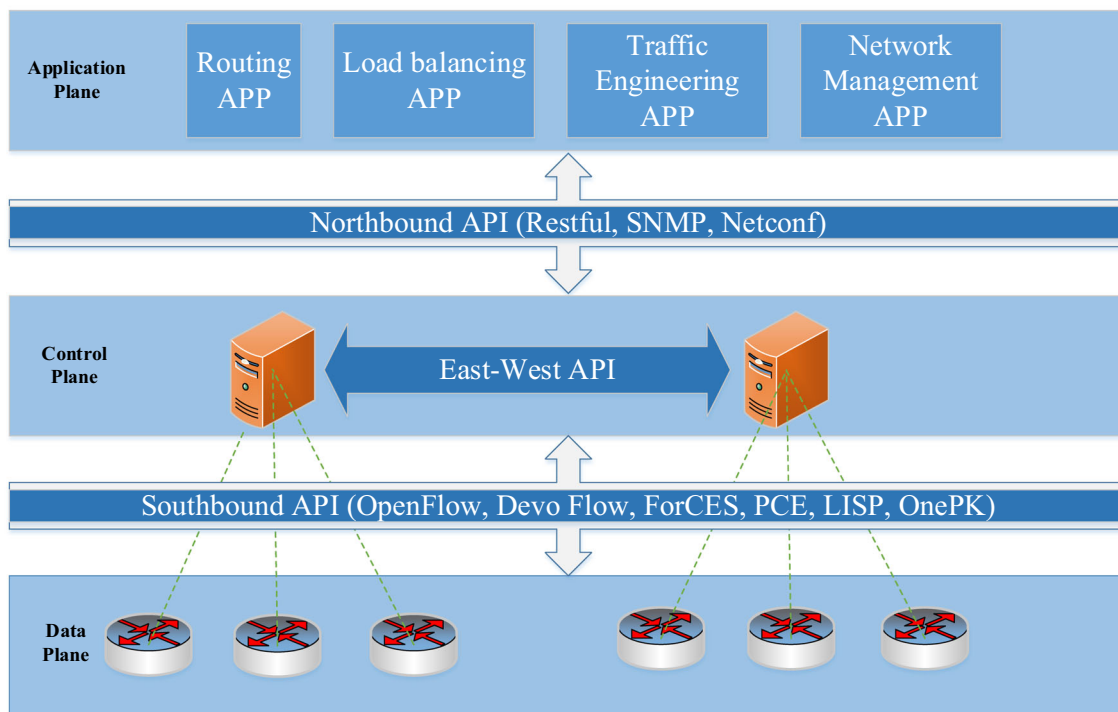 Application
Plane
Routing
APP
Load balancing
APP
Traffic
Engineering
APP
Network
Management
APP
Northbound API (Restful, SNMP, Netconf)
Control
Plane
East-West API
Southbound API (OpenFlow, Devo Flow, ForCES, PCE, LISP, OnePK)
Data
Plane